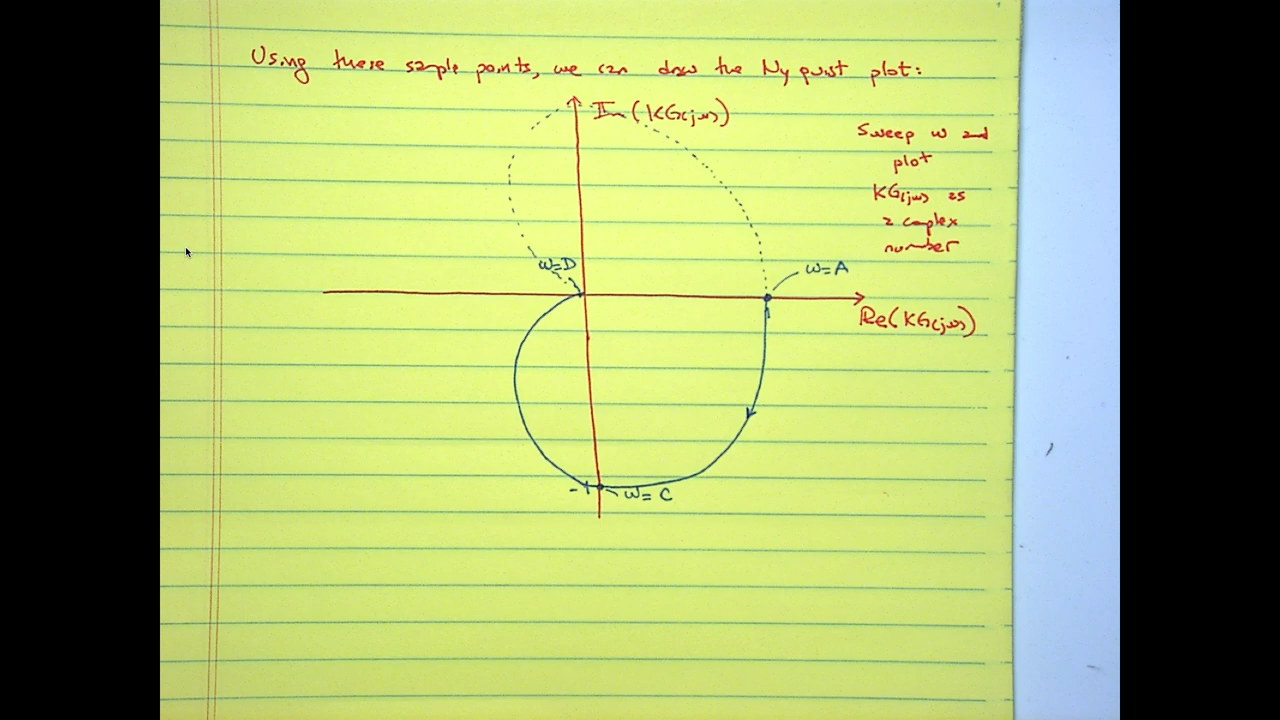 Using these sample points, we can draw the Nyquist plot:
Im(KG(jω))
Sweep ω and
plot
KG(jω) as
a complex
number
ω=D
ω=A
Re(KG(jω))
-1
ω=C